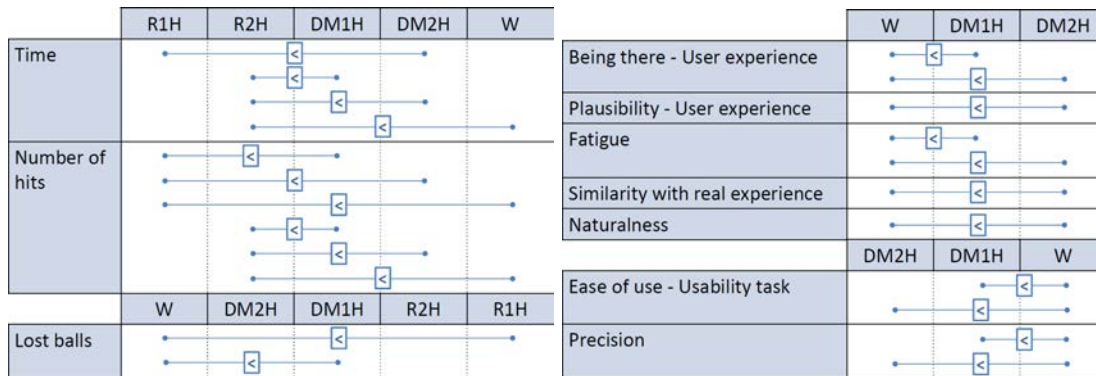 R1H R2H DM1H DM2H W
Time <
<
<
<
Number of <
hits
<
<
<
<
<
W DM2H DM1H R2H R1H
Lost balls <
<
W DM1H DM2H
Being there - User experience <
<
Plausibility - User experience <
Fatigue <
<
Similarity with real experience <
Naturalness <
DM2H DM1H W
Ease of use - Usability task <
<
Precision <
<